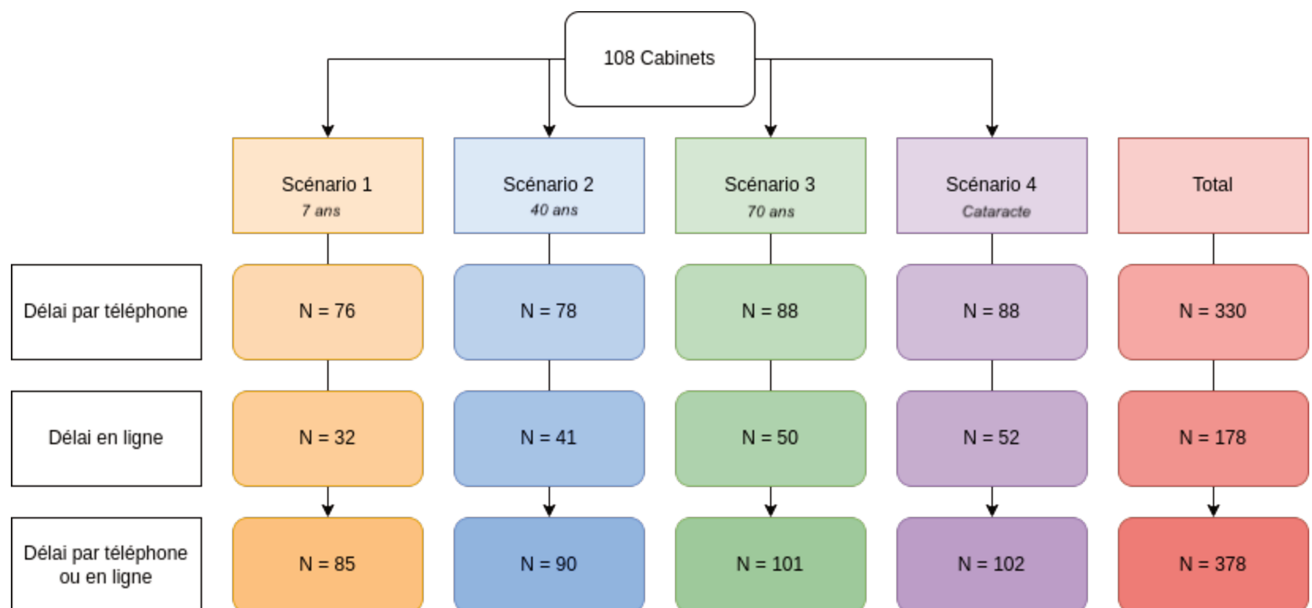 108 Cabinets
Scénario 1
7 ans
Scénario 2
40 ans
Scénario 3
70 ans
Scénario 4
Cataracte
Total
Délai par téléphone
N = 76
N = 78
N = 88
N = 88
N = 330
Délai en ligne
N = 32
N = 41
N = 50
N = 52
N = 178
Délai par téléphone
ou en ligne
N = 85
N = 90
N = 101
N = 102
N = 378